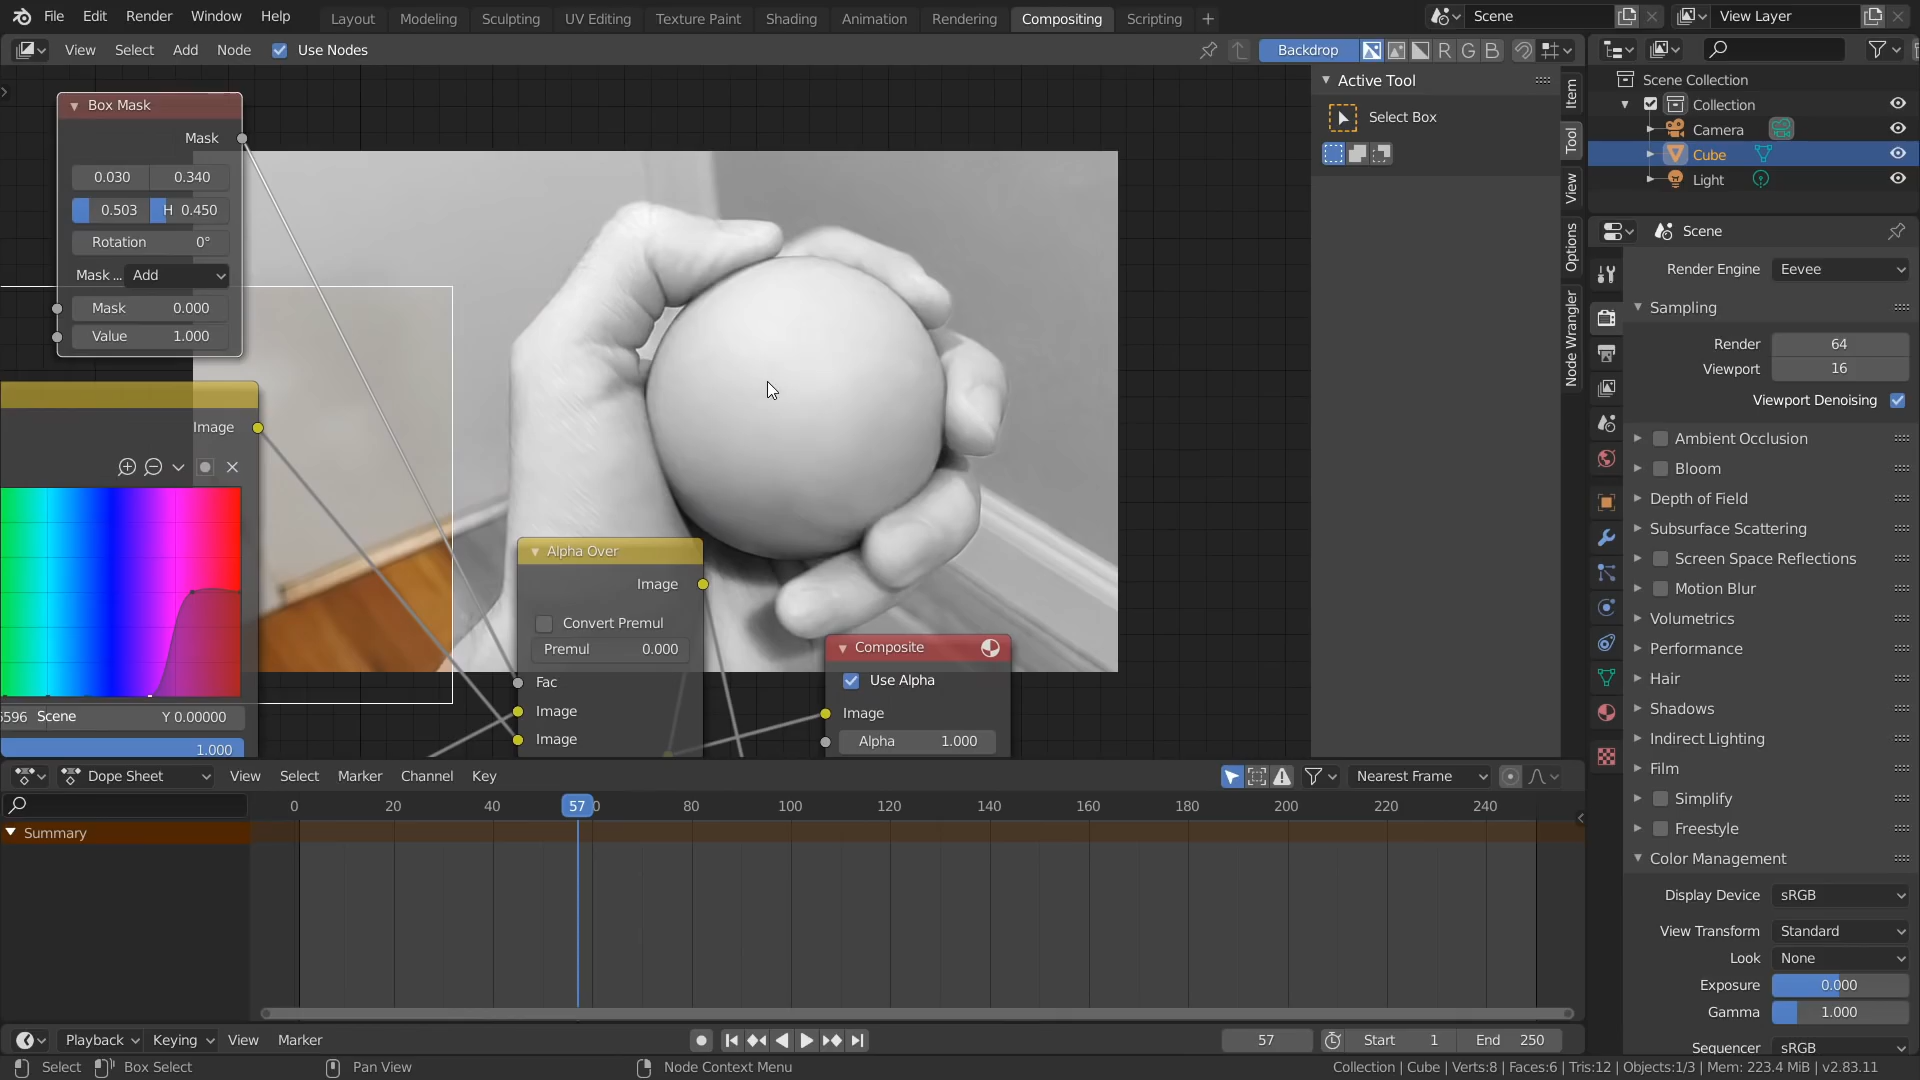 File Edit Render Window Help Layout Modeling Sculpting UV Editing Texture Paint Shading Animation Rendering Compositing Scripting + Scene View Layer
View Select Add Node Use Nodes Backdrop R G B
Active Tool
Select Box
Item
Tool
View
Options
Node Wrangler
Box Mask
Mask
0.030 0.340
0.503 H 0.450
Rotation 0°
Mask ... Add
Mask 0.000
Value 1.000
Image
Scene Y 0.00000
1.000
Alpha Over
Image
Convert Premul
Premul 0.000
Fac
Image
Image
Composite
Use Alpha
Image
Alpha 1.000
Scene Collection
Collection
Camera
Cube
Light
Scene
Render Engine Eevee
Sampling
Render 64
Viewport 16
Viewport Denoising
Ambient Occlusion
Bloom
Depth of Field
Subsurface Scattering
Screen Space Reflections
Motion Blur
Volumetrics
Performance
Hair
Shadows
Indirect Lighting
Film
Simplify
Freestyle
Color Management
Display Device sRGB
View Transform Standard
Look None
Exposure 0.000
Gamma 1.000
Sequencer sRGB
Dope Sheet View Select Marker Channel Key Nearest Frame
0 20 40 57 80 100 120 140 160 180 200 220 240
Summary
Playback Keying View Marker 57 Start 1 End 250
Select Box Select Pan View Node Context Menu Collection | Cube | Verts:8 | Faces:6 | Tris:12 | Objects:1/3 | Mem: 223.4 MiB | v2.83.11